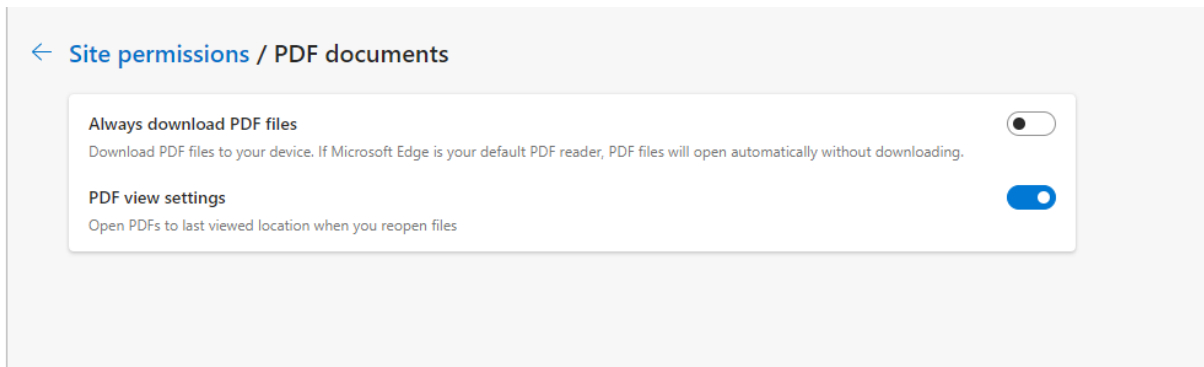 Site permissions / PDF documents
Always download PDF files
Download PDF files to your device. If Microsoft Edge is your default PDF reader, PDF files will open automatically without downloading.
PDF view settings
Open PDFs to last viewed location when you reopen files